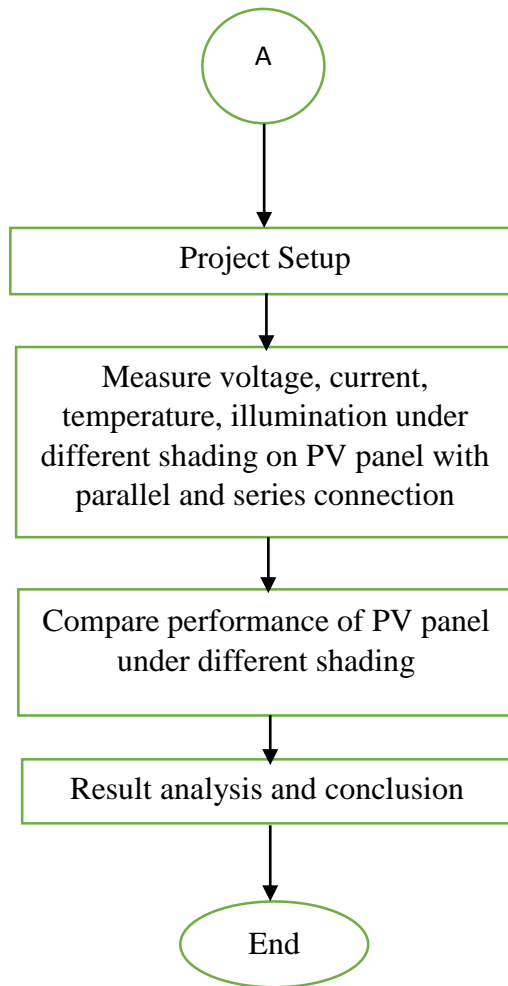 A
Project Setup
Measure voltage, current,
temperature, illumination under
different shading on PV panel with
parallel and series connection
Compare performance of PV panel
under different shading
Result analysis and conclusion
End